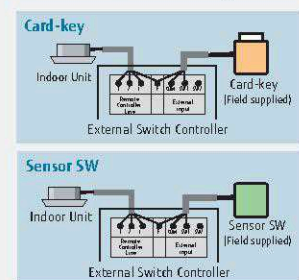 Card-key
Indoor Unit
Card-key
(Field supplied)
Remote
Controller
Line
External
input
External Switch Controller
Sensor SW
Indoor Unit
Sensor SW
(Field supplied)
Remote
Controller
Line
External
input
External Switch Controller